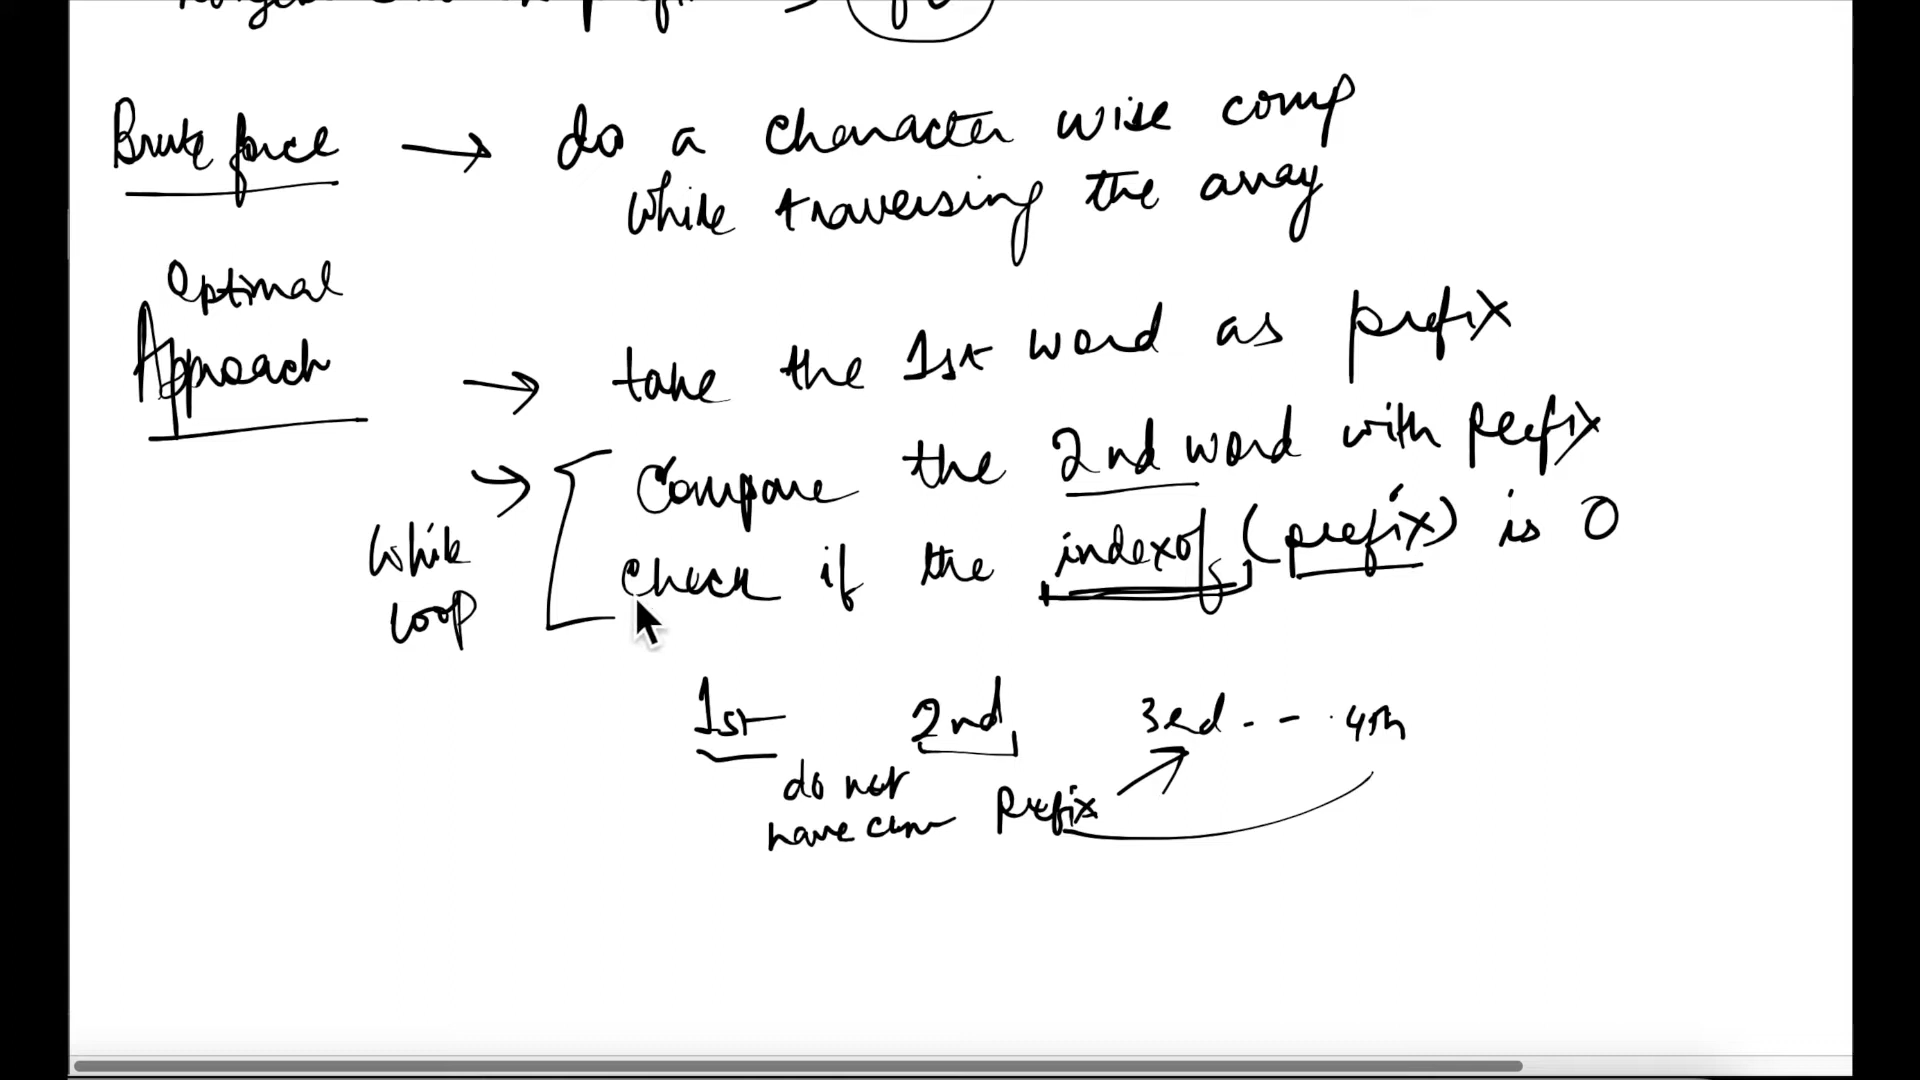 Brute force → do a character wise comp
while traversing the array
Optimal
Approach
→ take the 1st word as prefix
→ Compare the 2nd word with prefix
check if the indexof (prefix) is 0
while
loop
1st 2nd 3rd - - · 4th
do not
have Prefix